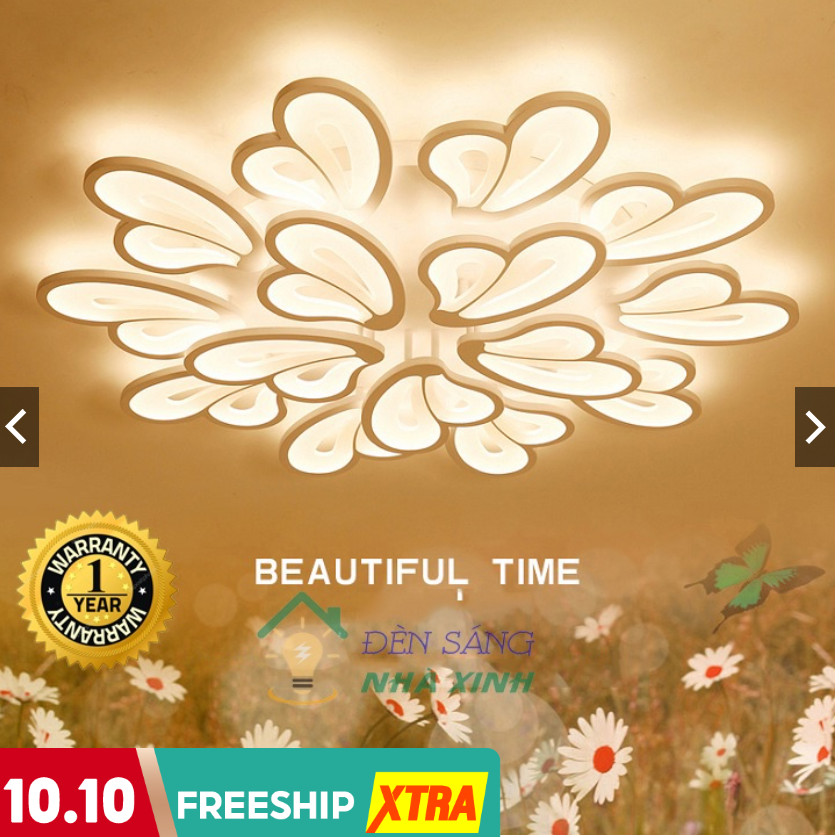 WARRANTY
1
YEAR
WARRANTY
BEAUTIFUL TIME
ĐÈN SÁNG
NHÀ XINH
10.10
FREESHIP XTRA